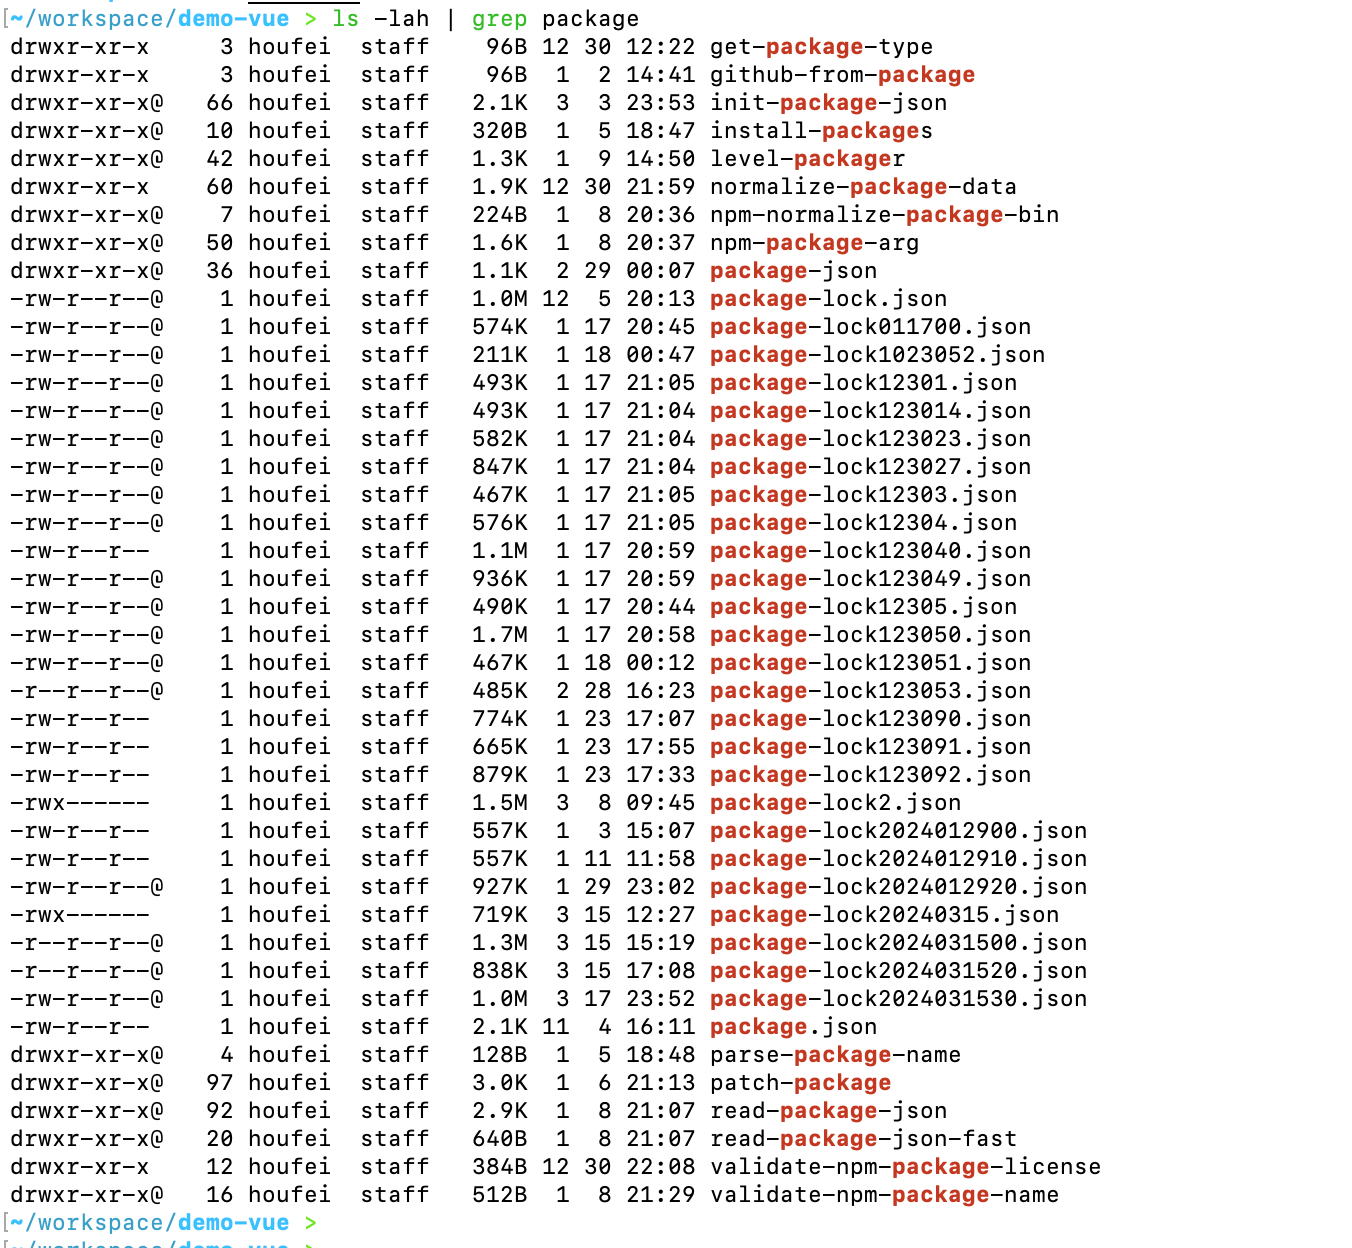 [~/workspace/demo-vue > ls -lah | grep package
drwxr-xr-x     3 houfei  staff    96B 12 30 12:22 get-package-type
drwxr-xr-x     3 houfei  staff    96B  1  2 14:41 github-from-package
drwxr-xr-x@   66 houfei  staff   2.1K  3  3 23:53 init-package-json
drwxr-xr-x@   10 houfei  staff   320B  1  5 18:47 install-packages
drwxr-xr-x@   42 houfei  staff   1.3K  1  9 14:50 level-packager
drwxr-xr-x    60 houfei  staff   1.9K 12 30 21:59 normalize-package-data
drwxr-xr-x@    7 houfei  staff   224B  1  8 20:36 npm-normalize-package-bin
drwxr-xr-x@   50 houfei  staff   1.6K  1  8 20:37 npm-package-arg
drwxr-xr-x@   36 houfei  staff   1.1K  2 29 00:07 package-json
-rw-r--r--@    1 houfei  staff   1.0M 12  5 20:13 package-lock.json
-rw-r--r--@    1 houfei  staff   574K  1 17 20:45 package-lock011700.json
-rw-r--r--@    1 houfei  staff   211K  1 18 00:47 package-lock1023052.json
-rw-r--r--@    1 houfei  staff   493K  1 17 21:05 package-lock12301.json
-rw-r--r--@    1 houfei  staff   493K  1 17 21:04 package-lock123014.json
-rw-r--r--@    1 houfei  staff   582K  1 17 21:04 package-lock123023.json
-rw-r--r--@    1 houfei  staff   847K  1 17 21:04 package-lock123027.json
-rw-r--r--@    1 houfei  staff   467K  1 17 21:05 package-lock12303.json
-rw-r--r--@    1 houfei  staff   576K  1 17 21:05 package-lock12304.json
-rw-r--r--     1 houfei  staff   1.1M  1 17 20:59 package-lock123040.json
-rw-r--r--@    1 houfei  staff   936K  1 17 20:59 package-lock123049.json
-rw-r--r--@    1 houfei  staff   490K  1 17 20:44 package-lock12305.json
-rw-r--r--@    1 houfei  staff   1.7M  1 17 20:58 package-lock123050.json
-rw-r--r--@    1 houfei  staff   467K  1 18 00:12 package-lock123051.json
-r--r--r--@    1 houfei  staff   485K  2 28 16:23 package-lock123053.json
-rw-r--r--     1 houfei  staff   774K  1 23 17:07 package-lock123090.json
-rw-r--r--     1 houfei  staff   665K  1 23 17:55 package-lock123091.json
-rw-r--r--     1 houfei  staff   879K  1 23 17:33 package-lock123092.json
-rwx------     1 houfei  staff   1.5M  3  8 09:45 package-lock2.json
-rw-r--r--     1 houfei  staff   557K  1  3 15:07 package-lock2024012900.json
-rw-r--r--     1 houfei  staff   557K  1 11 11:58 package-lock2024012910.json
-rw-r--r--@    1 houfei  staff   927K  1 29 23:02 package-lock2024012920.json
-rwx------     1 houfei  staff   719K  3 15 12:27 package-lock20240315.json
-r--r--r--@    1 houfei  staff   1.3M  3 15 15:19 package-lock2024031500.json
-r--r--r--@    1 houfei  staff   838K  3 15 17:08 package-lock2024031520.json
-rw-r--r--@    1 houfei  staff   1.0M  3 17 23:52 package-lock2024031530.json
-rw-r--r--     1 houfei  staff   2.1K 11  4 16:11 package.json
drwxr-xr-x@    4 houfei  staff   128B  1  5 18:48 parse-package-name
drwxr-xr-x@   97 houfei  staff   3.0K  1  6 21:13 patch-package
drwxr-xr-x@   92 houfei  staff   2.9K  1  8 21:07 read-package-json
drwxr-xr-x@   20 houfei  staff   640B  1  8 21:07 read-package-json-fast
drwxr-xr-x    12 houfei  staff   384B 12 30 22:08 validate-npm-package-license
drwxr-xr-x@   16 houfei  staff   512B  1  8 21:29 validate-npm-package-name
[~/workspace/demo-vue >
[~/workspace/demo-vue >